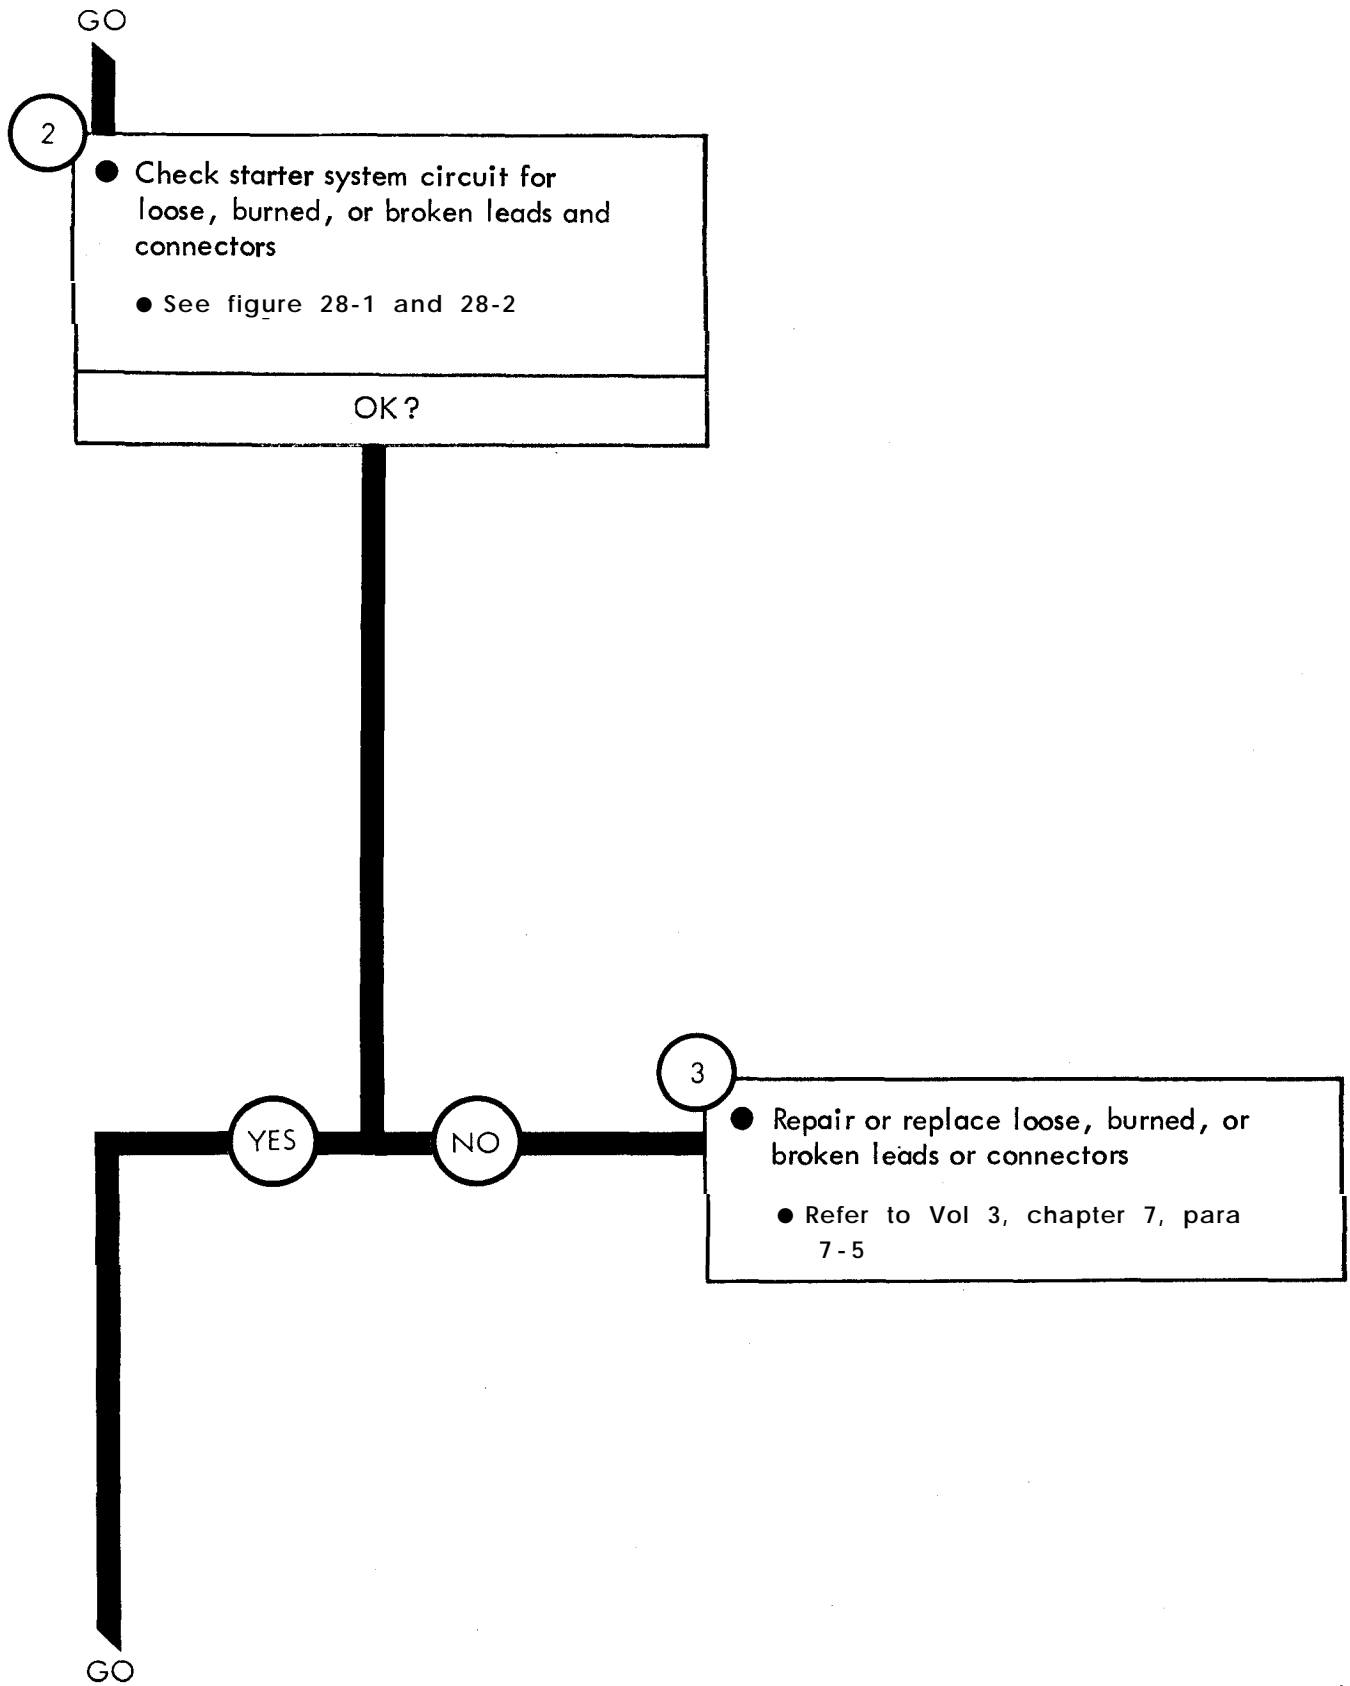 GO
2
● Check starter system circuit for
loose, burned, or broken leads and
connectors
● See figure 28-1 and 28-2
OK?
YES
NO
3
● Repair or replace loose, burned, or
broken leads or connectors
● Refer to Vol 3, chapter 7, para
7-5
GO